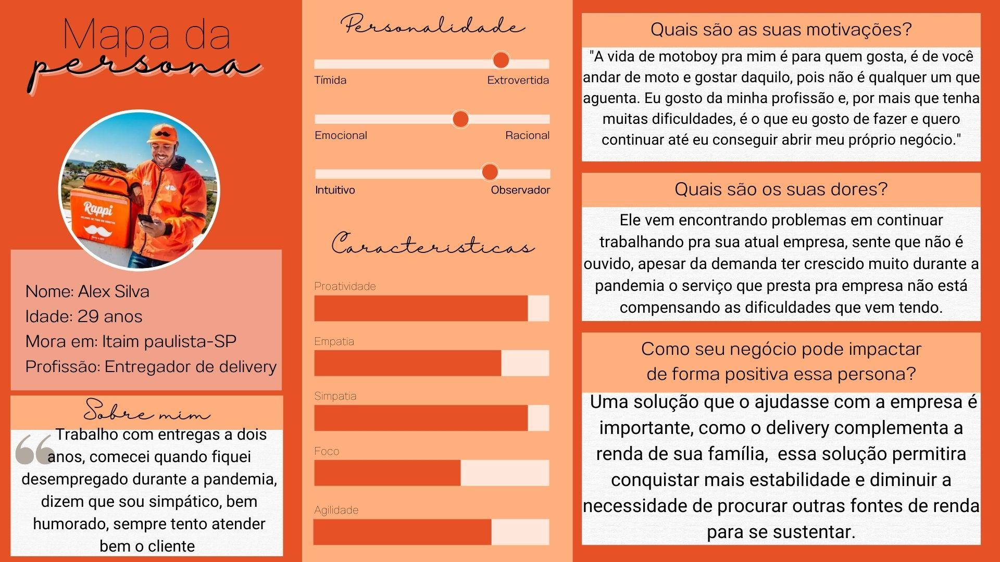 Mapa da
persona
Rappi
Nome: Alex Silva
Idade: 29 anos
Mora em: Itaim paulista-SP
Profissão: Entregador de delivery
Sobre mim
Trabalho com entregas a dois
anos, comecei quando fiquei
desempregado durante a pandemia,
dizem que sou simpático, bem
humorado, sempre tento atender
bem o cliente
Personalidade
Tímida Extrovertida
Emocional Racional
Intuitivo Observador
Caracteristicas
Proatividade
Empatia
Simpatia
Foco
Agilidade
Quais são as suas motivações?
"A vida de motoboy pra mim é para quem gosta, é de você
andar de moto e gostar daquilo, pois não é qualquer um que
aguenta. Eu gosto da minha profissão e, por mais que tenha
muitas dificuldades, é o que eu gosto de fazer e quero
continuar até eu conseguir abrir meu próprio negócio."
Quais são os suas dores?
Ele vem encontrando problemas em continuar
trabalhando pra sua atual empresa, sente que não é
ouvido, apesar da demanda ter crescido muito durante a
pandemia o serviço que presta pra empresa não está
compensando as dificuldades que vem tendo.
Como seu negócio pode impactar
de forma positiva essa persona?
Uma solução que o ajudasse com a empresa é
importante, como o delivery complementa a
renda de sua família, essa solução permitira
conquistar mais estabilidade e diminuir a
necessidade de procurar outras fontes de renda
para se sustentar.